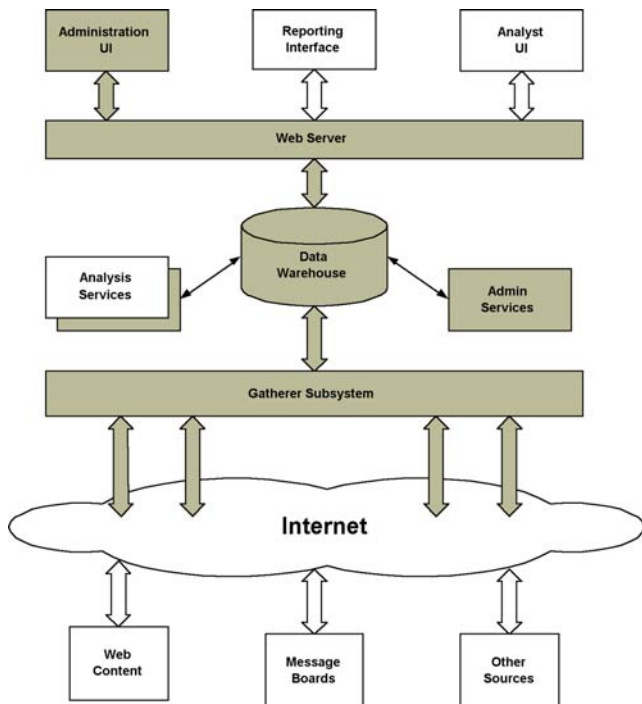 Administration
UI
Reporting
Interface
Analyst
UI
Web Server
Data
Warehouse
Analysis
Services
Admin
Services
Gatherer Subsystem
Internet
Web
Content
Message
Boards
Other
Sources